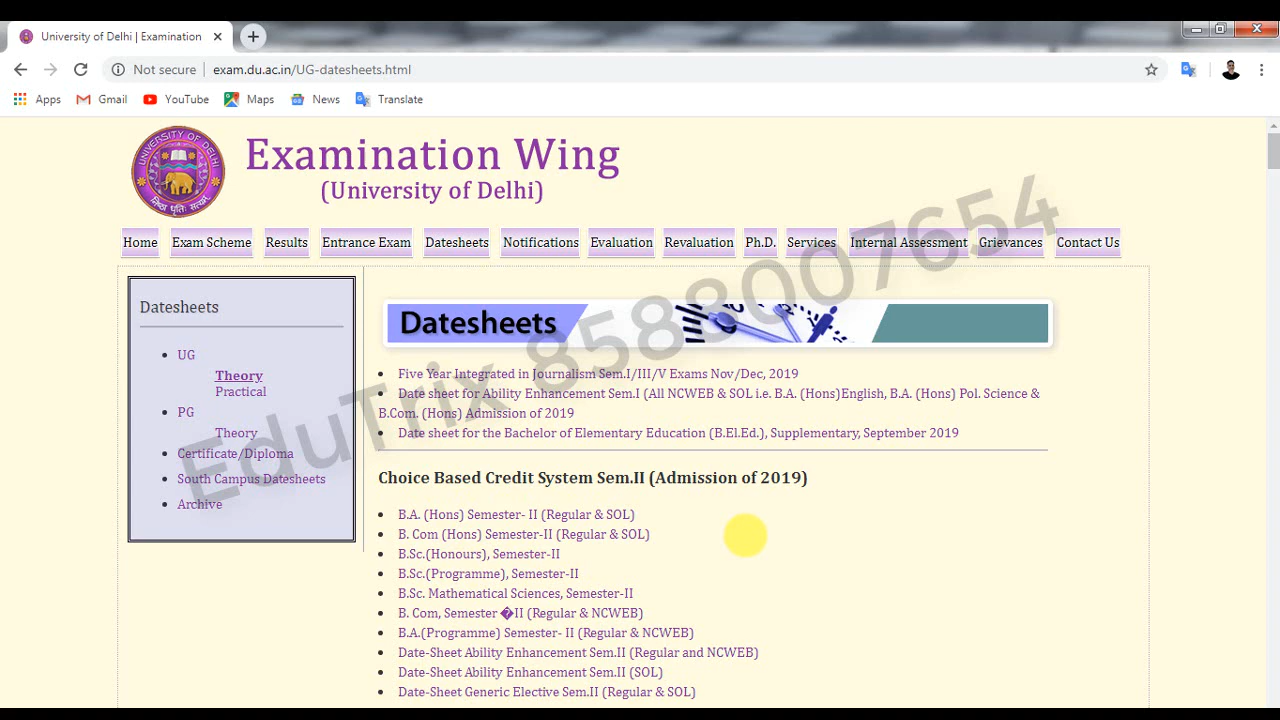 University of Delhi | Examination
Not secure | exam.du.ac.in/UG-datesheets.html
Apps Gmail YouTube Maps News Translate
UNIVERSITY OF DELHI
निष्ठा धृतिः सत्यम्
Examination Wing
(University of Delhi)
Home Exam Scheme Results Entrance Exam Datesheets Notifications Evaluation Revaluation Ph.D. Services Internal Assessment Grievances Contact Us
Datesheets
UG
Theory
Practical
PG
Theory
Certificate/Diploma
South Campus Datesheets
Archive
Datesheets
Five Year Integrated in Journalism Sem.I/III/V Exams Nov/Dec, 2019
Date sheet for Ability Enhancement Sem.I (All NCWEB & SOL i.e. B.A. (Hons)English, B.A. (Hons) Pol. Science &
B.Com. (Hons) Admission of 2019
Date sheet for the Bachelor of Elementary Education (B.El.Ed.), Supplementary, September 2019
Choice Based Credit System Sem.II (Admission of 2019)
B.A. (Hons) Semester- II (Regular & SOL)
B. Com (Hons) Semester-II (Regular & SOL)
B.Sc.(Honours), Semester-II
B.Sc.(Programme), Semester-II
B.Sc. Mathematical Sciences, Semester-II
B. Com, Semester �II (Regular & NCWEB)
B.A.(Programme) Semester- II (Regular & NCWEB)
Date-Sheet Ability Enhancement Sem.II (Regular and NCWEB)
Date-Sheet Ability Enhancement Sem.II (SOL)
Date-Sheet Generic Elective Sem.II (Regular & SOL)
EduTrix 8588007654